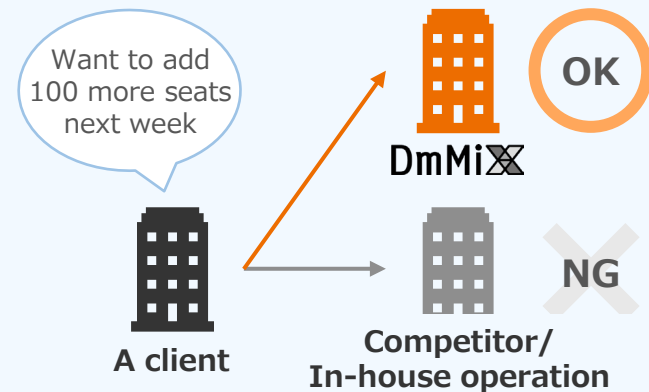 Want to add
100 more seats
next week
OK
DmMiX
NG
A client
Competitor/
In-house operation